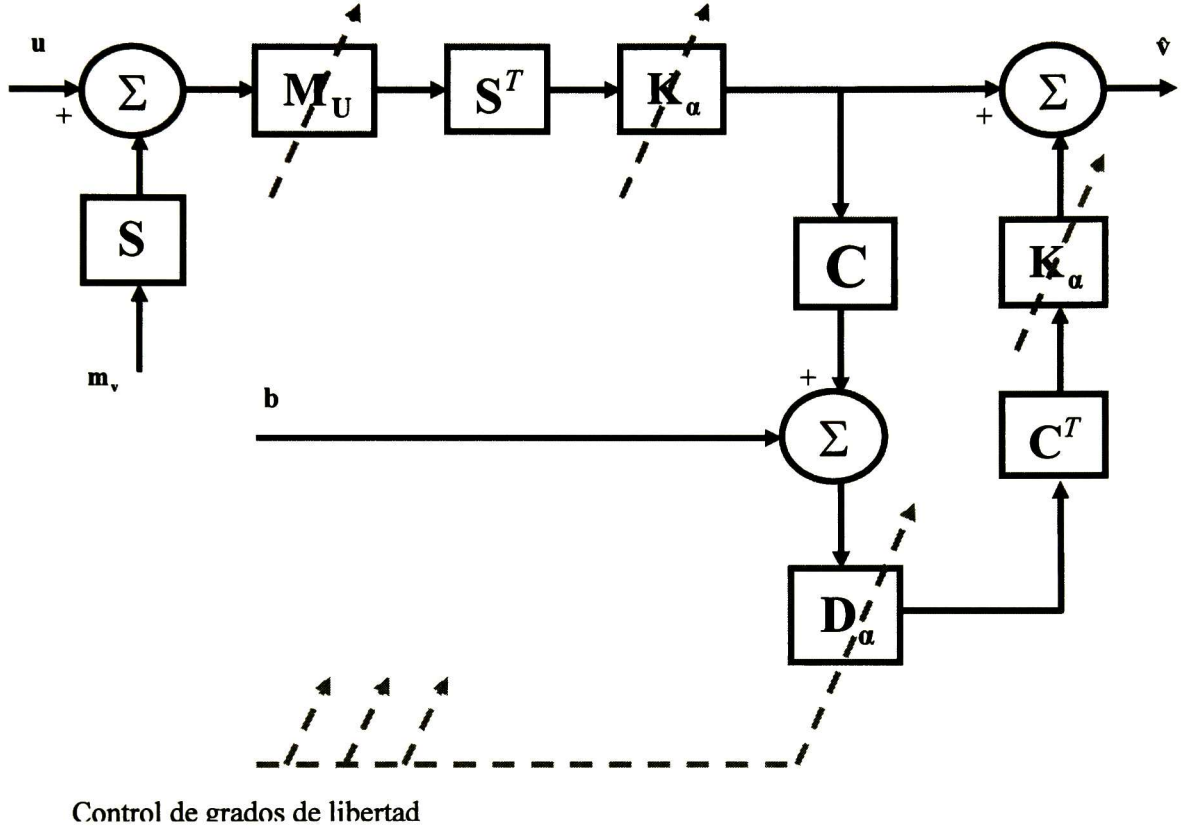 u
v̂
Σ
M_U
S^T
K_α
Σ
+
+
S
C
K_α
m_v
+
b
Σ
C^T
D_α
Control de grados de libertad